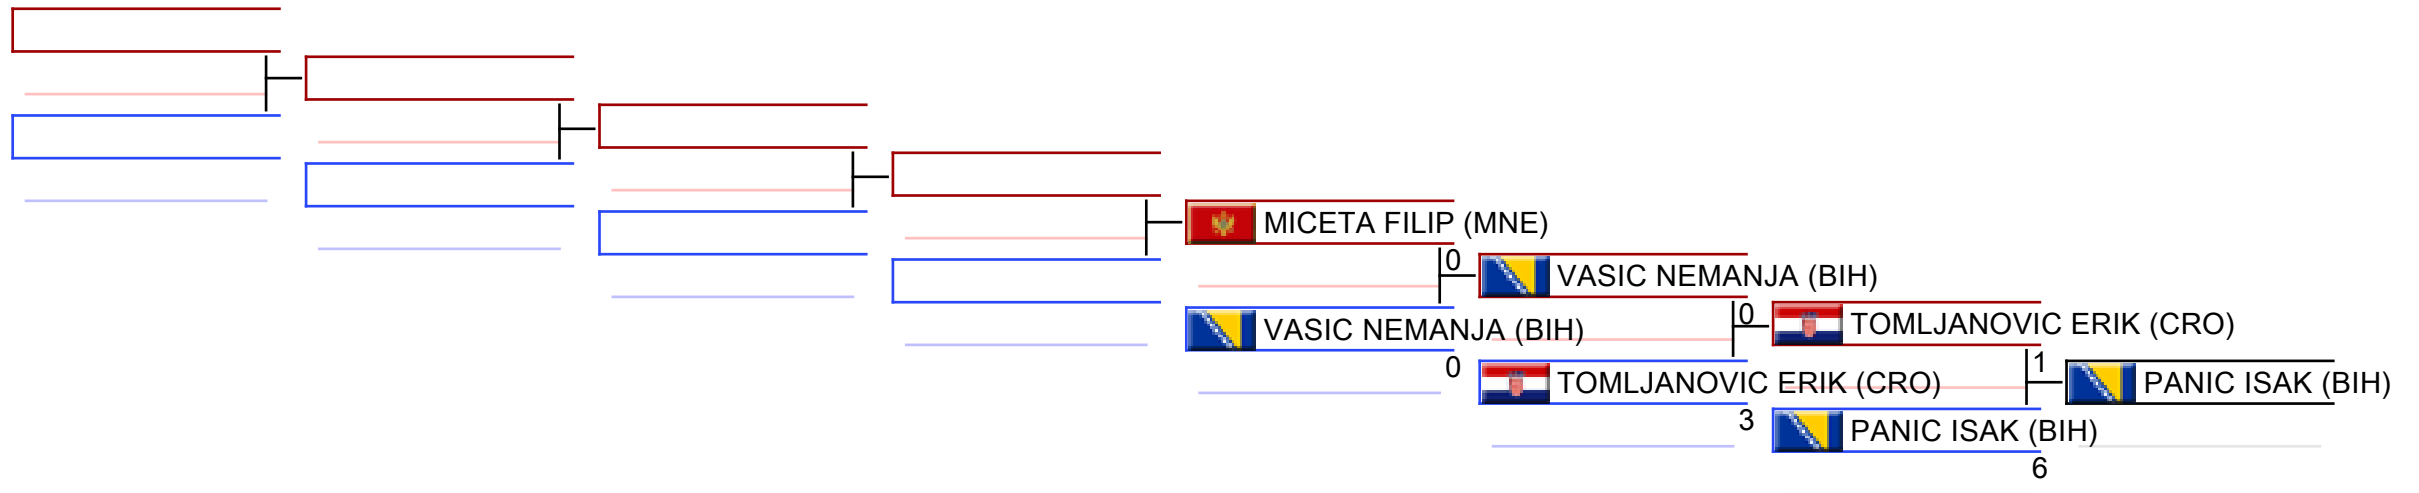 MICETA FILIP (MNE)
0
VASIC NEMANJA (BIH)
VASIC NEMANJA (BIH)
0
0
TOMLJANOVIC ERIK (CRO)
TOMLJANOVIC ERIK (CRO)
3
1
PANIC ISAK (BIH)
PANIC ISAK (BIH)
6